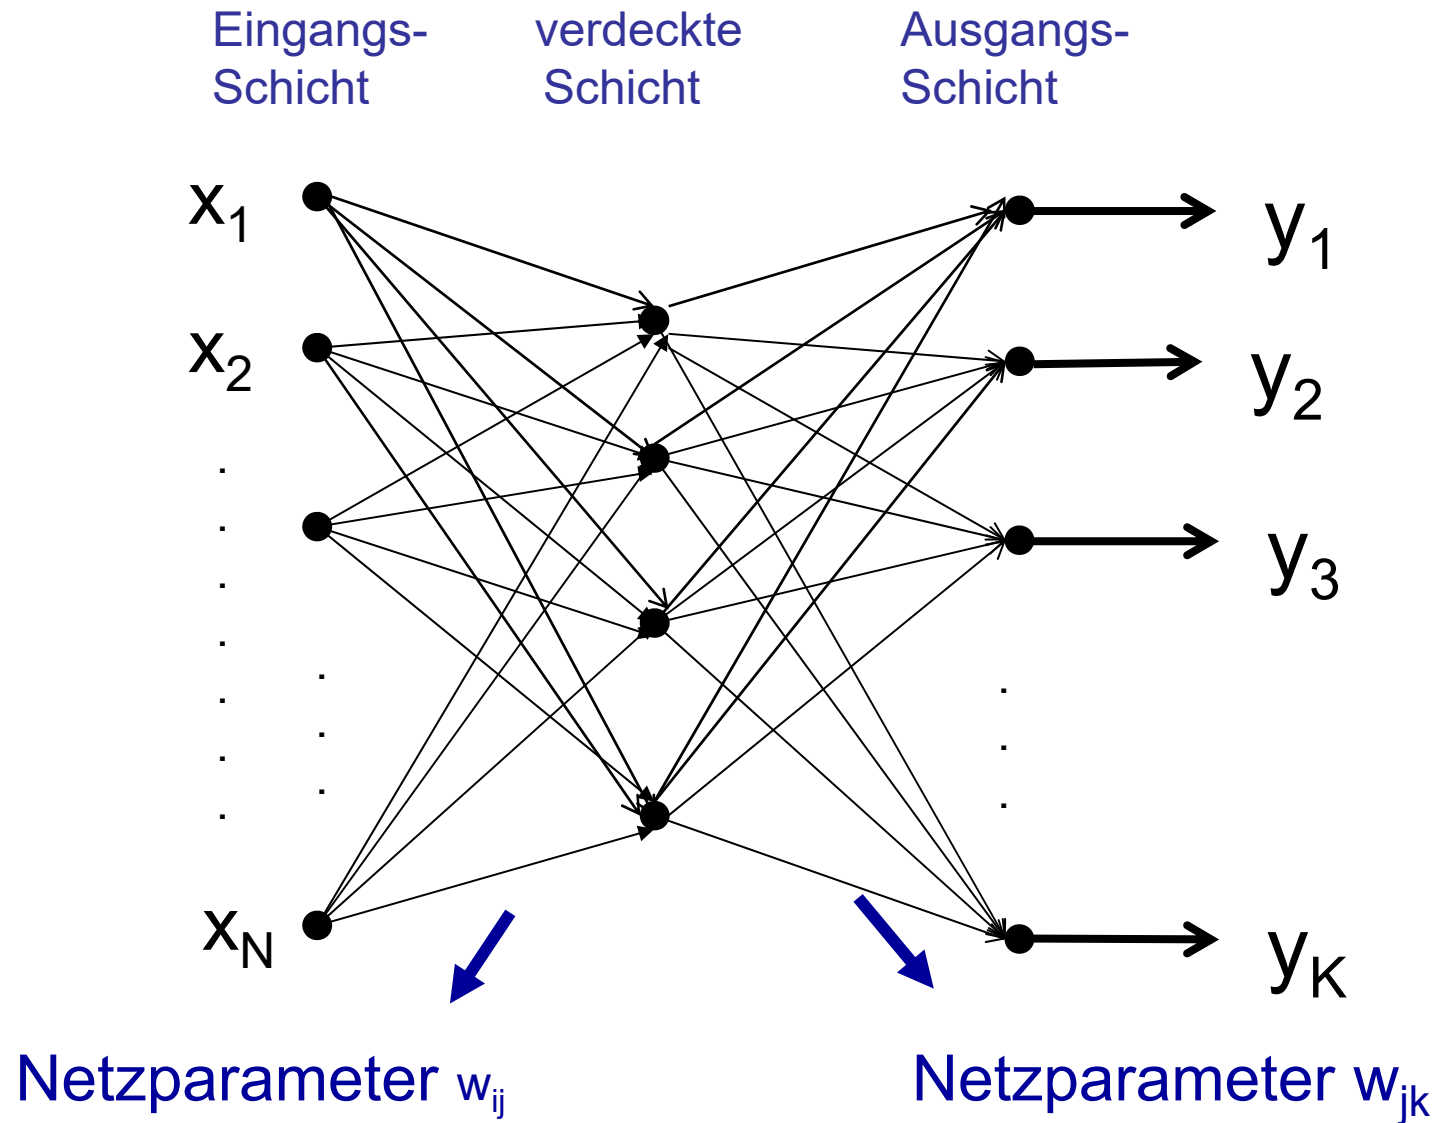 Eingangs- verdeckte Ausgangs-
Schicht Schicht Schicht
x1 y1
x2 y2
y3
xN yK
Netzparameter wij Netzparameter wjk